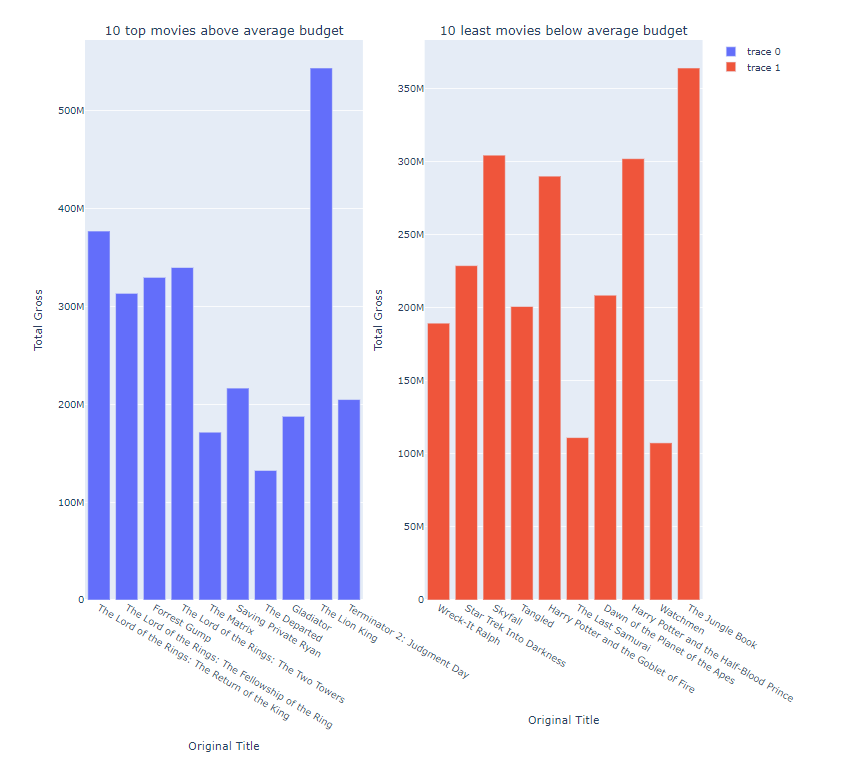 10 top movies above average budget
10 least movies below average budget
trace 0
trace 1
Total Gross
500M
400M
300M
200M
100M
0
The Lord of the Rings: The Return of the King
The Lord of the Rings: The Fellowship of the Ring
Forrest Gump
The Lord of the Rings: The Two Towers
The Matrix
Saving Private Ryan
The Departed
Gladiator
The Lion King
Terminator 2: Judgment Day
Original Title
Total Gross
350M
300M
250M
200M
150M
100M
50M
0
Wreck-It Ralph
Star Trek Into Darkness
Skyfall
Tangled
Harry Potter and the Goblet of Fire
The Last Samurai
Dawn of the Planet of the Apes
Harry Potter and the Half-Blood Prince
Watchmen
The Jungle Book
Original Title